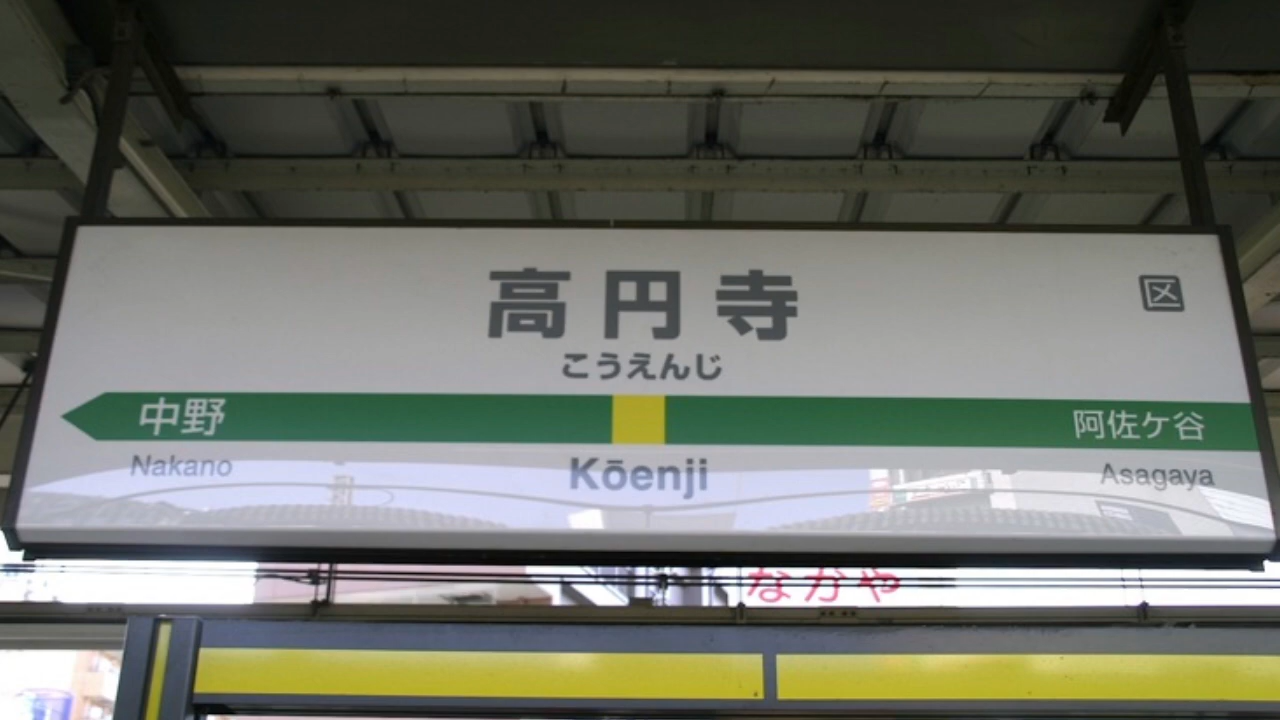 高円寺
区
こうえんじ
中野
阿佐ケ谷
Nakano
Kōenji
Asagaya
なかや